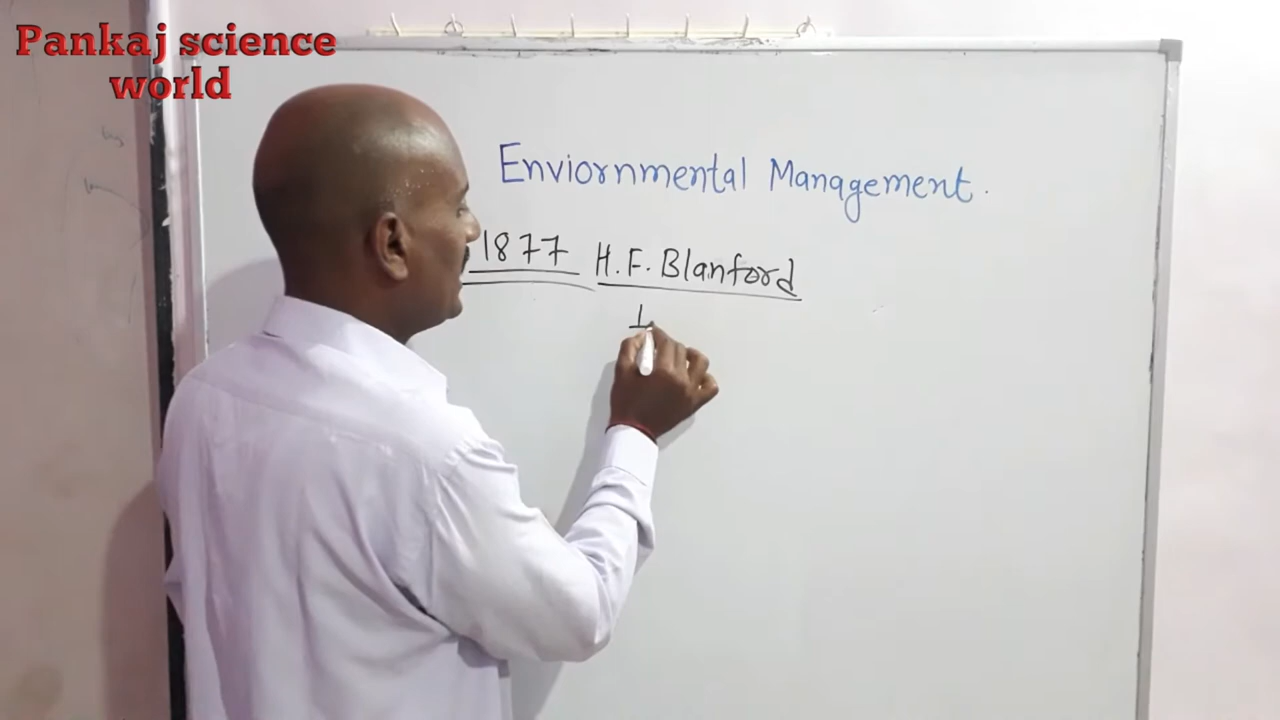 Pankaj science
world
Enviornmental Management.
1877 H.F. Blanford